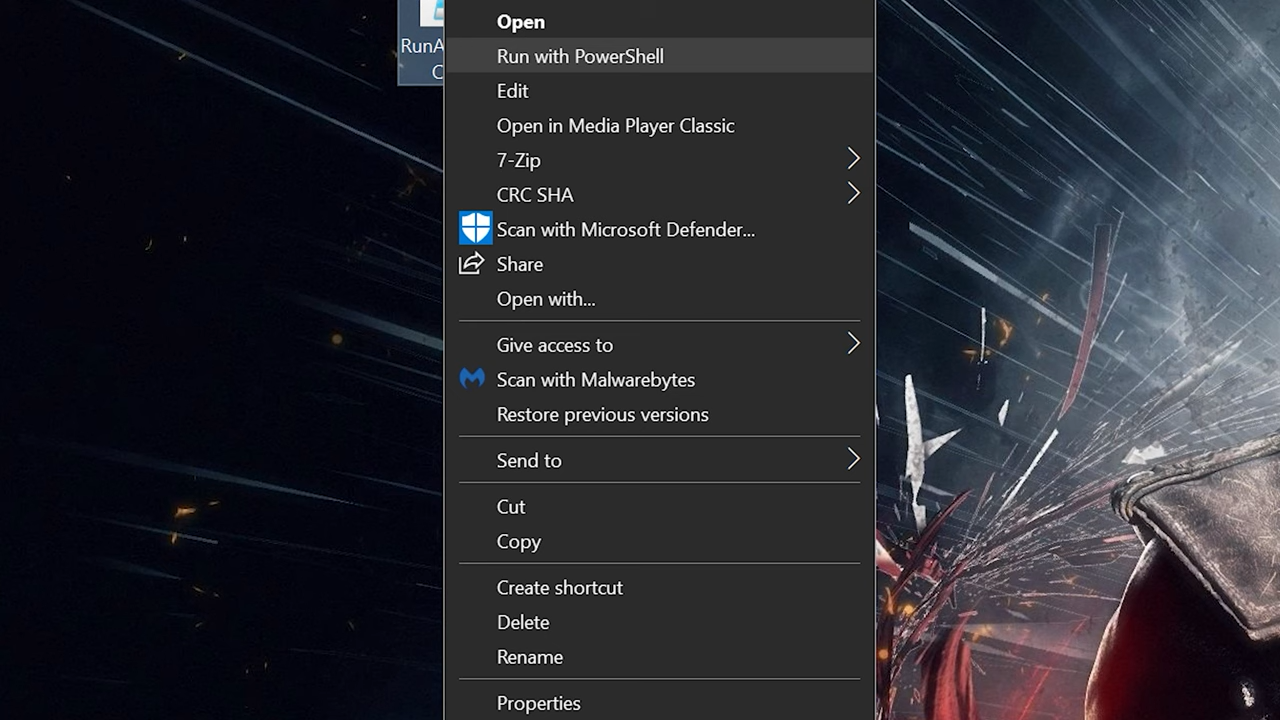 Open
RunA
Run with PowerShell
C
Edit
Open in Media Player Classic
7-Zip
CRC SHA
Scan with Microsoft Defender...
Share
Open with...
Give access to
Scan with Malwarebytes
Restore previous versions
Send to
Cut
Copy
Create shortcut
Delete
Rename
Properties